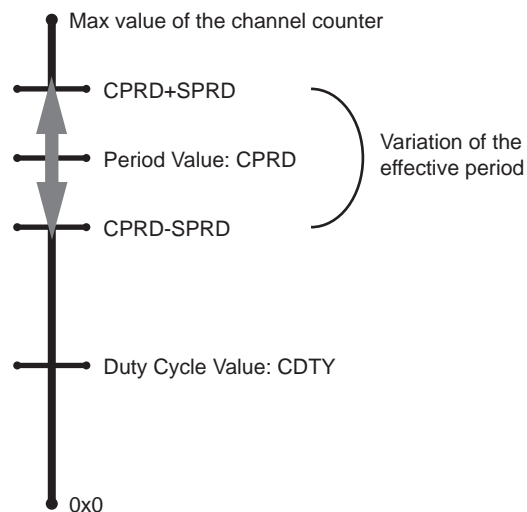 Max value of the channel counter
CPRD+SPRD
Variation of the
effective period
Period Value: CPRD
CPRD-SPRD
Duty Cycle Value: CDTY
0x0